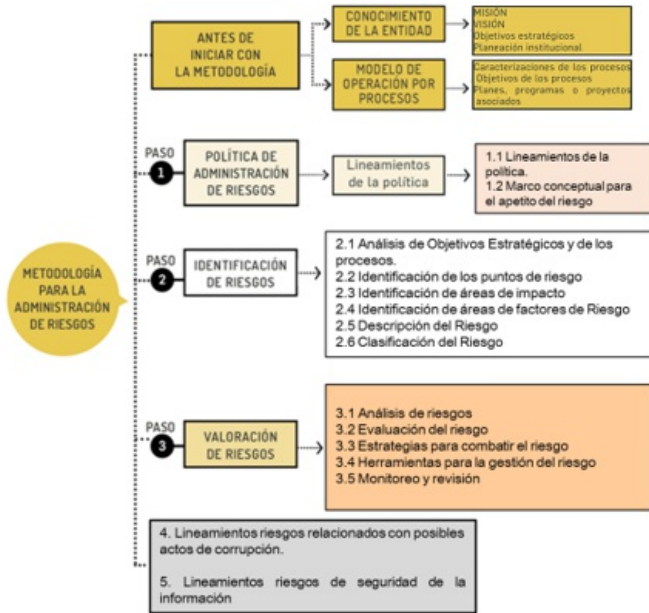 METODOLOGÍA
PARA LA
ADMINISTRACIÓN
DE RIESGOS
ANTES DE
INICIAR CON
LA METODOLOGÍA
CONOCIMIENTO
DE LA ENTIDAD
MISIÓN
VISIÓN
Objetivos estratégicos
Planeación institucional
MODELO DE
OPERACIÓN POR
PROCESOS
Caracterizaciones de los procesos
Objetivos de los procesos
Planes, programas o proyectos
asociados
PASO
1
POLÍTICA DE
ADMINISTRACIÓN
DE RIESGOS
Lineamientos
de la política
1.1 Lineamientos de la
política.
1.2 Marco conceptual para
el apetito del riesgo
PASO
2
IDENTIFICACIÓN
DE RIESGOS
2.1 Análisis de Objetivos Estratégicos y de los
procesos.
2.2 Identificación de los puntos de riesgo
2.3 Identificación de áreas de impacto
2.4 Identificación de áreas de factores de Riesgo
2.5 Descripción del Riesgo
2.6 Clasificación del Riesgo
PASO
3
VALORACIÓN
DE RIESGOS
3.1 Análisis de riesgos
3.2 Evaluación del riesgo
3.3 Estrategias para combatir el riesgo
3.4 Herramientas para la gestión del riesgo
3.5 Monitoreo y revisión
4. Lineamientos riesgos relacionados con posibles
actos de corrupción.
5. Lineamientos riesgos de seguridad de la
información